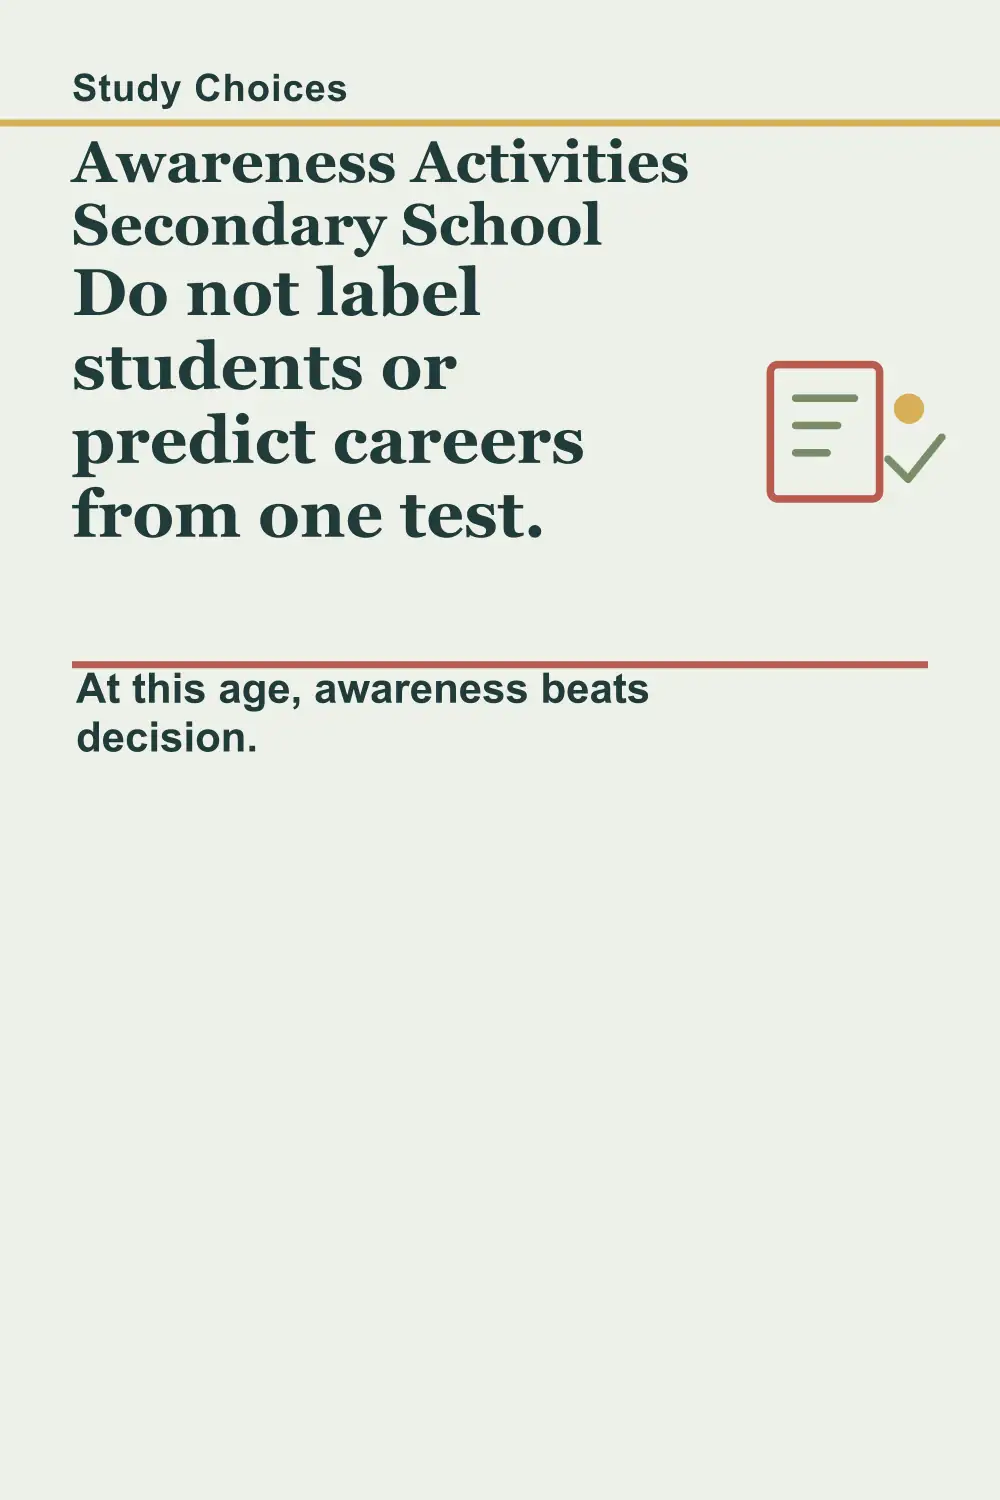 Study Choices
Awareness Activities
Secondary School
Do not label
students or
predict careers
from one test.
At this age, awareness beats
decision.